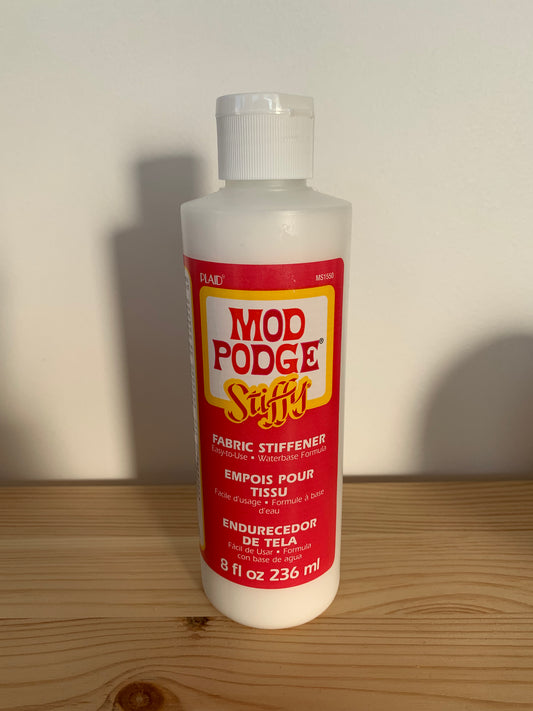 PLAID® MS1550
MOD
PODGE®
Stiffy
FABRIC STIFFENER
Easy-to-Use • Waterbase Formula
EMPOIS POUR
TISSU
Facile d'usage • Formule à base
d'eau
ENDURECEDOR
DE TELA
Fácil de Usar • Formula
con base de agua
8 fl oz 236 ml